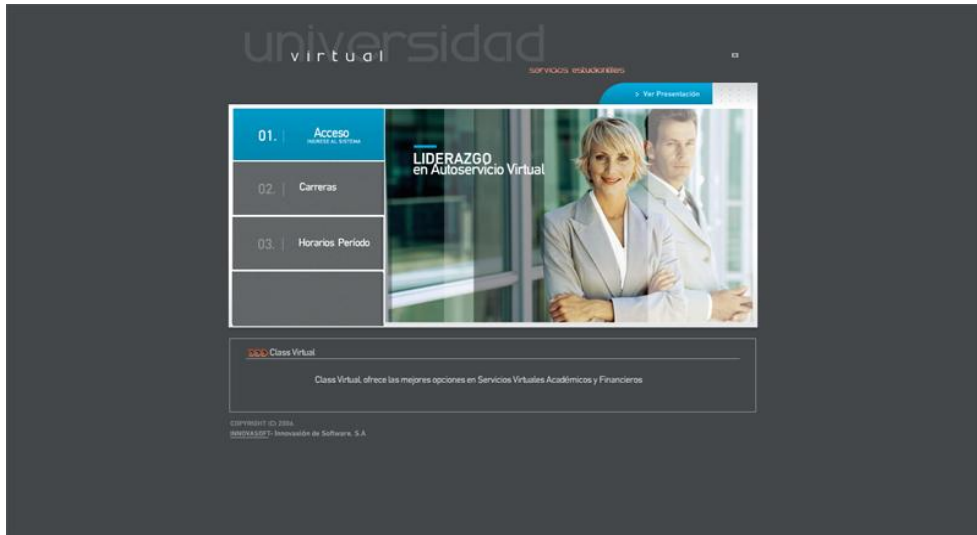 universidad
virtual
servicios estudiantiles
> Ver Presentación
01. | Acceso
INGRESE AL SISTEMA
LIDERAZGO
en Autoservicio Virtual
02. | Carreras
03. | Horarios Período
Class Virtual
Class Virtual, ofrece las mejores opciones en Servicios Virtuales Académicos y Financieros
COPYRIGHT (C) 2006
INNOVASOFT- Innovasión de Software, S.A